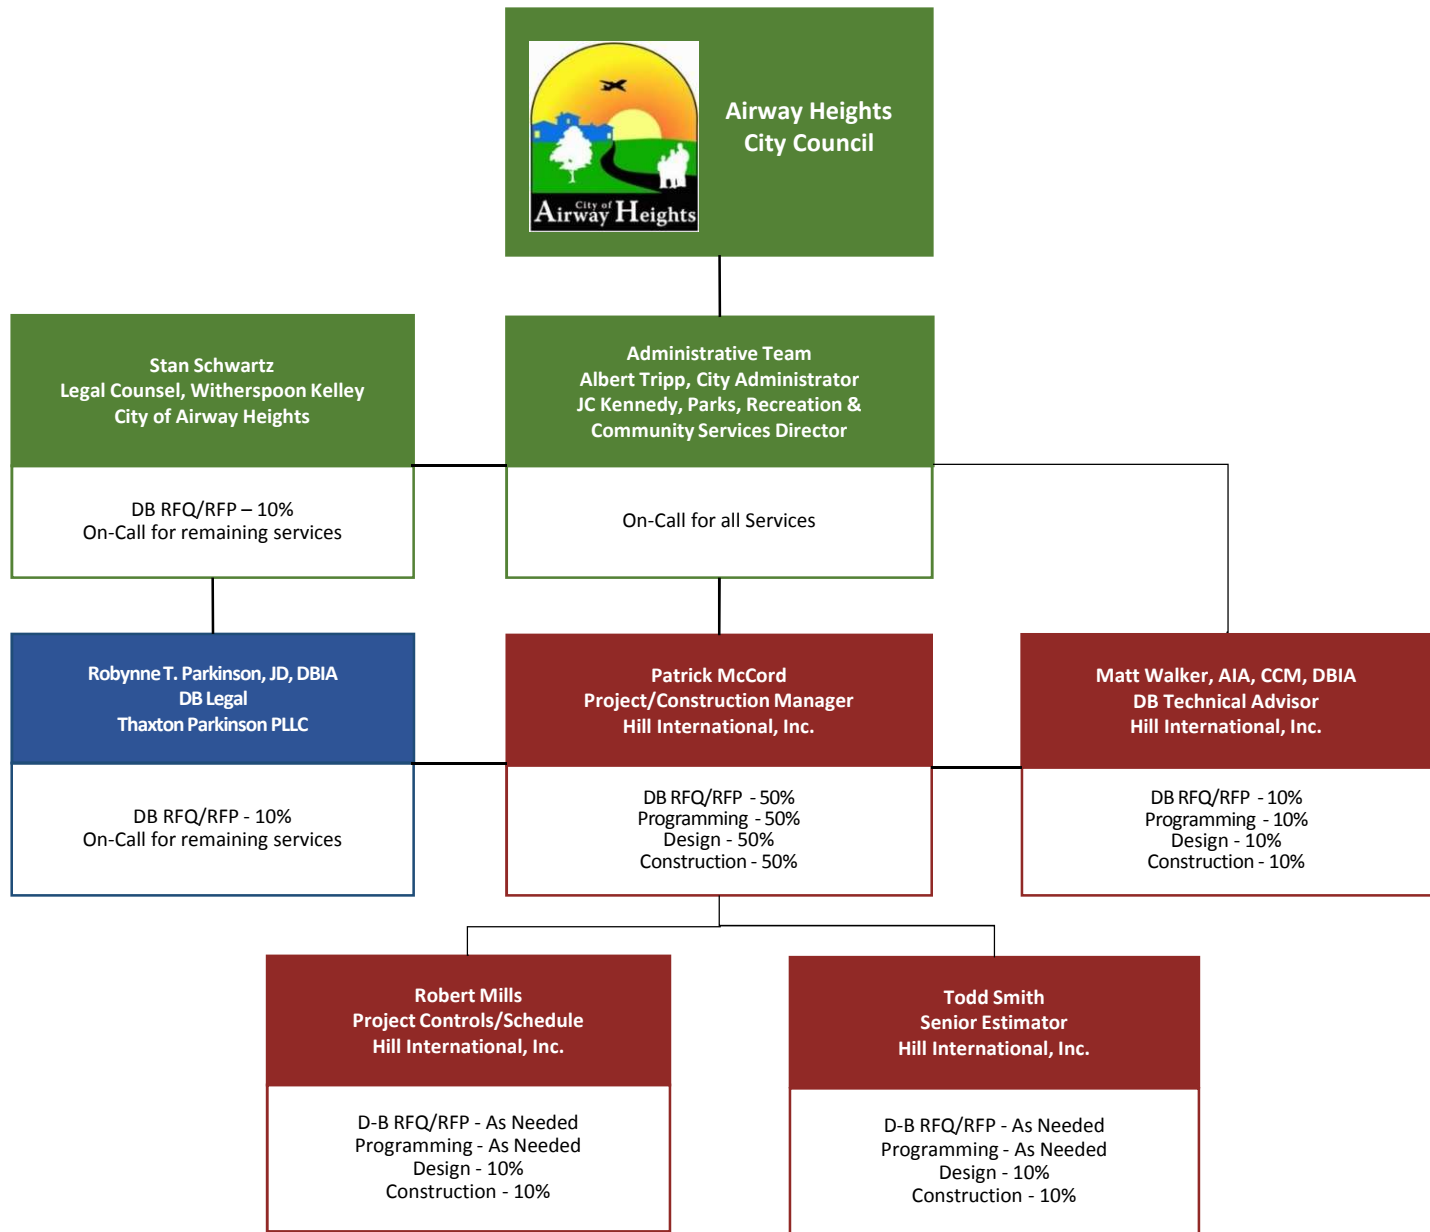 Airway Heights
City Council
City of
Airway Heights
Stan Schwartz
Legal Counsel, Witherspoon Kelley
City of Airway Heights
DB RFQ/RFP – 10%
On-Call for remaining services
Administrative Team
Albert Tripp, City Administrator
JC Kennedy, Parks, Recreation &
Community Services Director
On-Call for all Services
Robynne T. Parkinson, JD, DBIA
DB Legal
Thaxton Parkinson PLLC
DB RFQ/RFP - 10%
On-Call for remaining services
Patrick McCord
Project/Construction Manager
Hill International, Inc.
DB RFQ/RFP - 50%
Programming - 50%
Design - 50%
Construction - 50%
Matt Walker, AIA, CCM, DBIA
DB Technical Advisor
Hill International, Inc.
DB RFQ/RFP - 10%
Programming - 10%
Design - 10%
Construction - 10%
Robert Mills
Project Controls/Schedule
Hill International, Inc.
D-B RFQ/RFP - As Needed
Programming - As Needed
Design - 10%
Construction - 10%
Todd Smith
Senior Estimator
Hill International, Inc.
D-B RFQ/RFP - As Needed
Programming - As Needed
Design - 10%
Construction - 10%